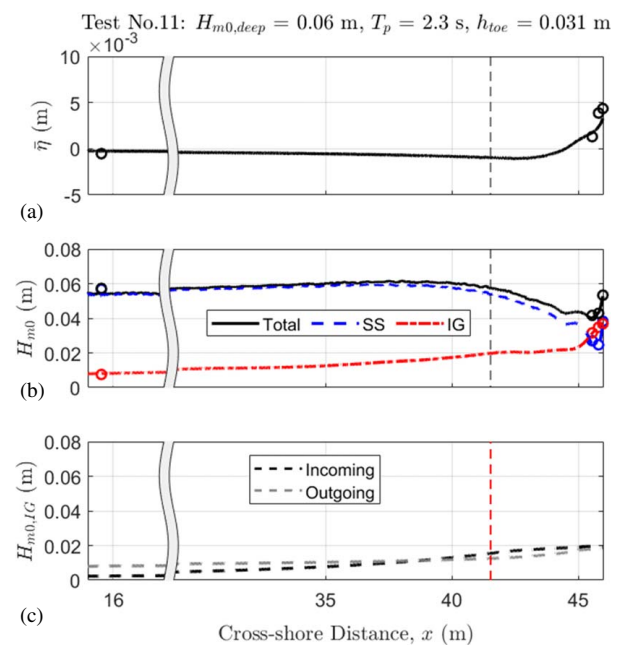 Test No.11: H_{m0,deep} = 0.06 m, T_p = 2.3 s, h_{toe} = 0.031 m
×10^{-3}
10
5
0
-5
η̄ (m)
(a)
0.08
0.06
0.04
0.02
0
H_{m0} (m)
Total SS IG
(b)
0.08
0.06
0.04
0.02
0
H_{m0,IG} (m)
Incoming
Outgoing
(c)
16 35 40 45
Cross-shore Distance, x (m)